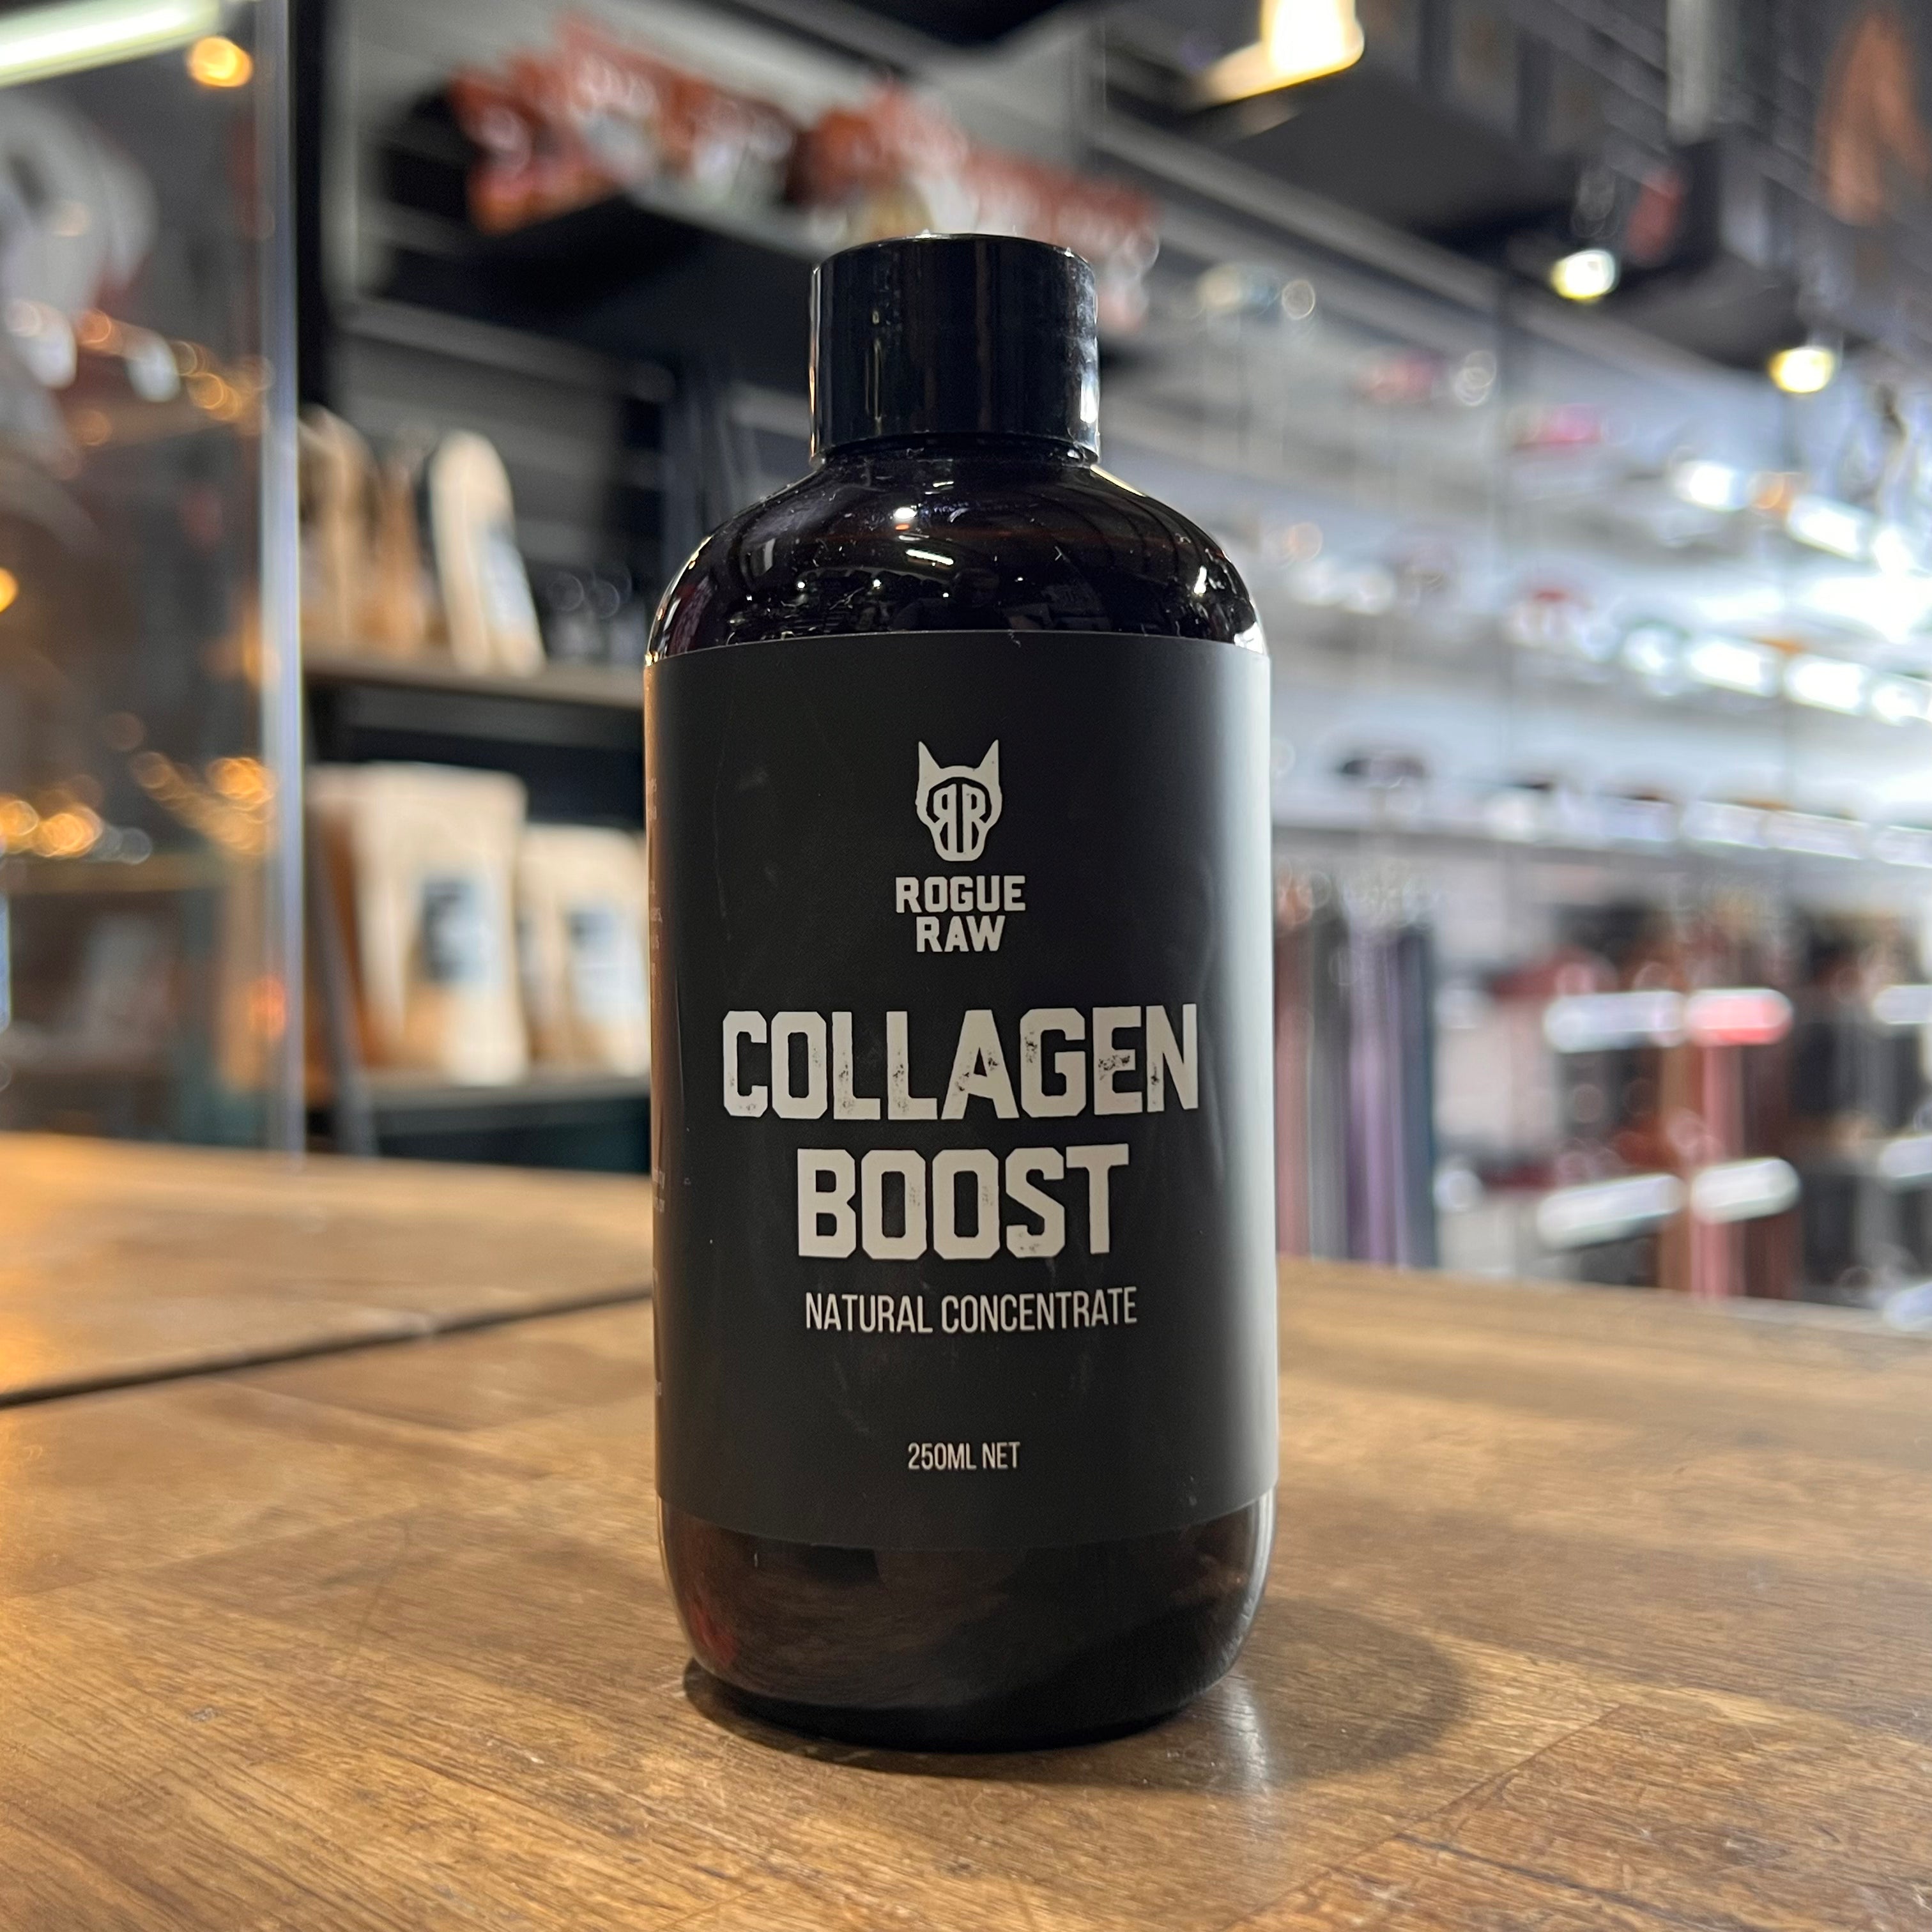 ROGUE
RAW
COLLAGEN
BOOST
NATURAL CONCENTRATE
250ML NET